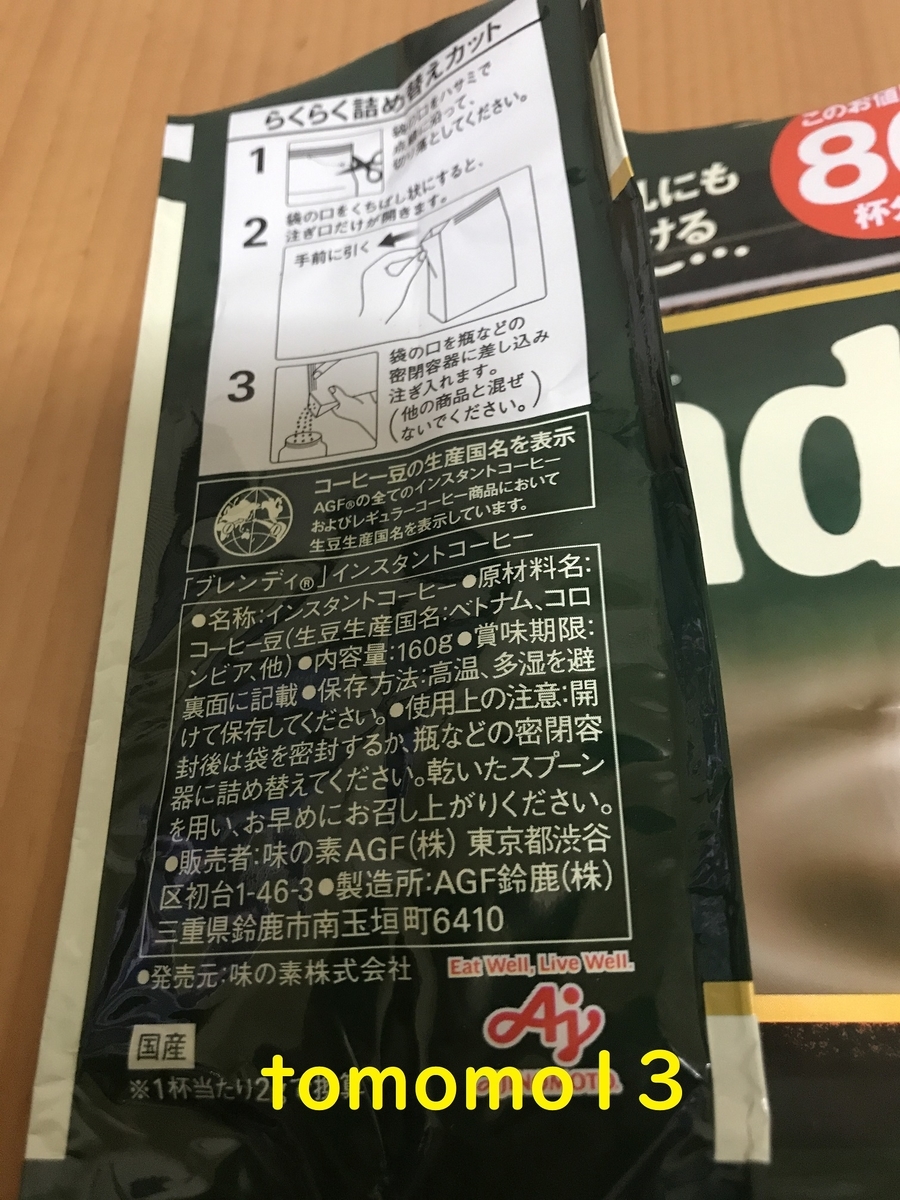 らくらく詰め替えカット
1
袋の口をハサミで
点線に沿って、
切り落としてください。
2
袋の口をくちばし状にすると、
注ぎ口だけが開きます。
手前に引く
3
袋の口を瓶などの
密閉容器に差し込み
注ぎ入れます。
(他の商品と混ぜ
ないでください。)
コーヒー豆の生産国名を表示
AGF®の全てのインスタントコーヒー
およびレギュラーコーヒー商品において
生豆生産国名を表示しています。
「ブレンディ®」インスタントコーヒー
●名称:インスタントコーヒー●原材料名:
コーヒー豆(生豆生産国名:ベトナム、コロ
ンビア、他)●内容量:160g●賞味期限:
裏面に記載●保存方法:高温、多湿を避
けて保存してください。●使用上の注意:開
封後は袋を密封するか、瓶などの密閉容
器に詰め替えてください。乾いたスプーン
を用い、お早めにお召し上がりください。
●販売者:味の素AGF(株) 東京都渋谷
区初台1-46-3●製造所:AGF鈴鹿(株)
三重県鈴鹿市南玉垣町6410
●発売元:味の素株式会社
Eat Well, Live Well.
Aj
AJINOMOTO.
国産
※1杯当たり2g
tomomo13
このお値
80
杯分
にも
ける
nd